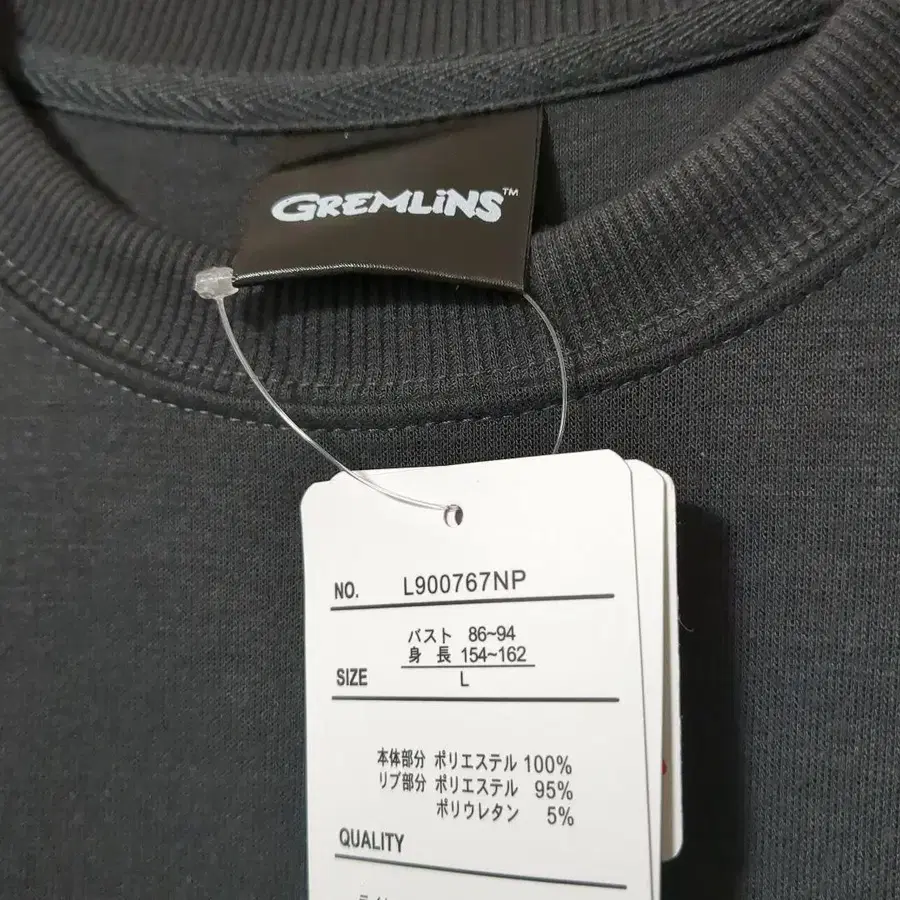 GREMLiNS™
NO. L900767NP
バスト 86~94
身 長 154~162
SIZE L
本体部分 ポリエステル 100%
リブ部分 ポリエステル 95%
ポリウレタン 5%
QUALITY